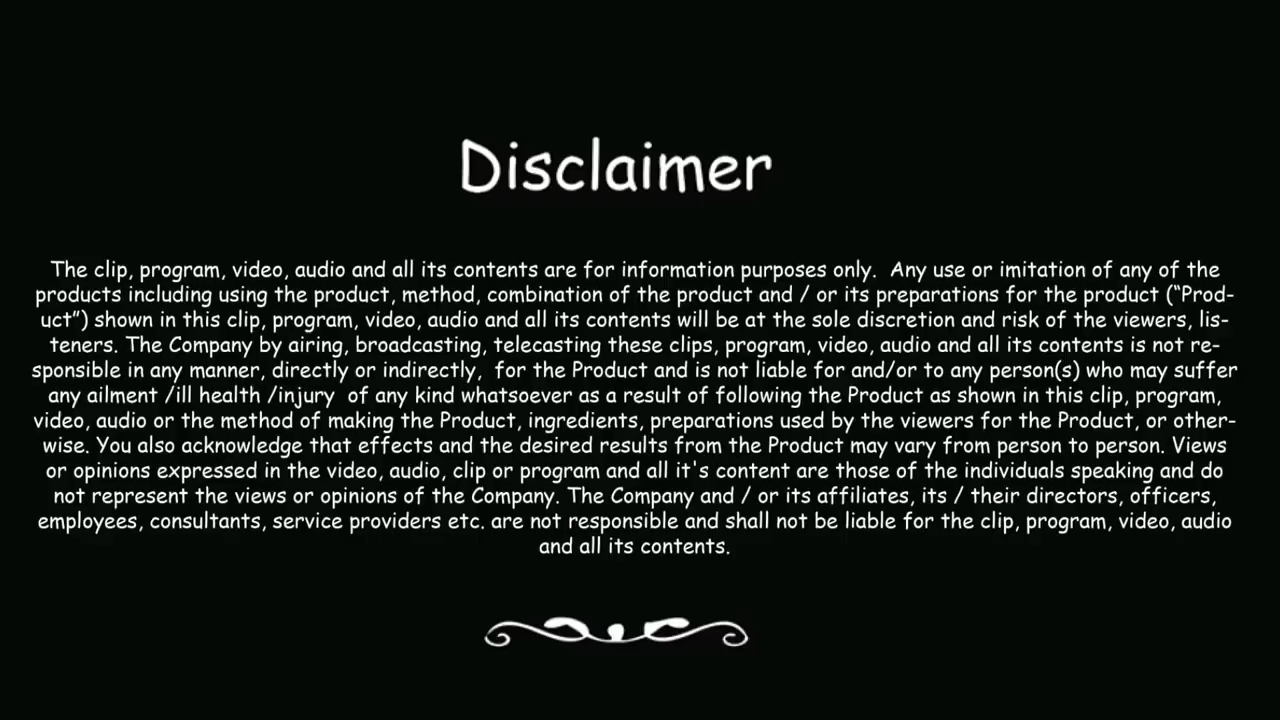 Disclaimer
The clip, program, video, audio and all its contents are for information purposes only.  Any use or imitation of any of the
products including using the product, method, combination of the product and / or its preparations for the product (“Prod-
uct”) shown in this clip, program, video, audio and all its contents will be at the sole discretion and risk of the viewers, lis-
teners. The Company by airing, broadcasting, telecasting these clips, program, video, audio and all its contents is not re-
sponsible in any manner, directly or indirectly,  for the Product and is not liable for and/or to any person(s) who may suffer
any ailment /ill health /injury  of any kind whatsoever as a result of following the Product as shown in this clip, program,
video, audio or the method of making the Product, ingredients, preparations used by the viewers for the Product, or other-
wise. You also acknowledge that effects and the desired results from the Product may vary from person to person. Views
or opinions expressed in the video, audio, clip or program and all it's content are those of the individuals speaking and do
not represent the views or opinions of the Company. The Company and / or its affiliates, its / their directors, officers,
employees, consultants, service providers etc. are not responsible and shall not be liable for the clip, program, video, audio
and all its contents.